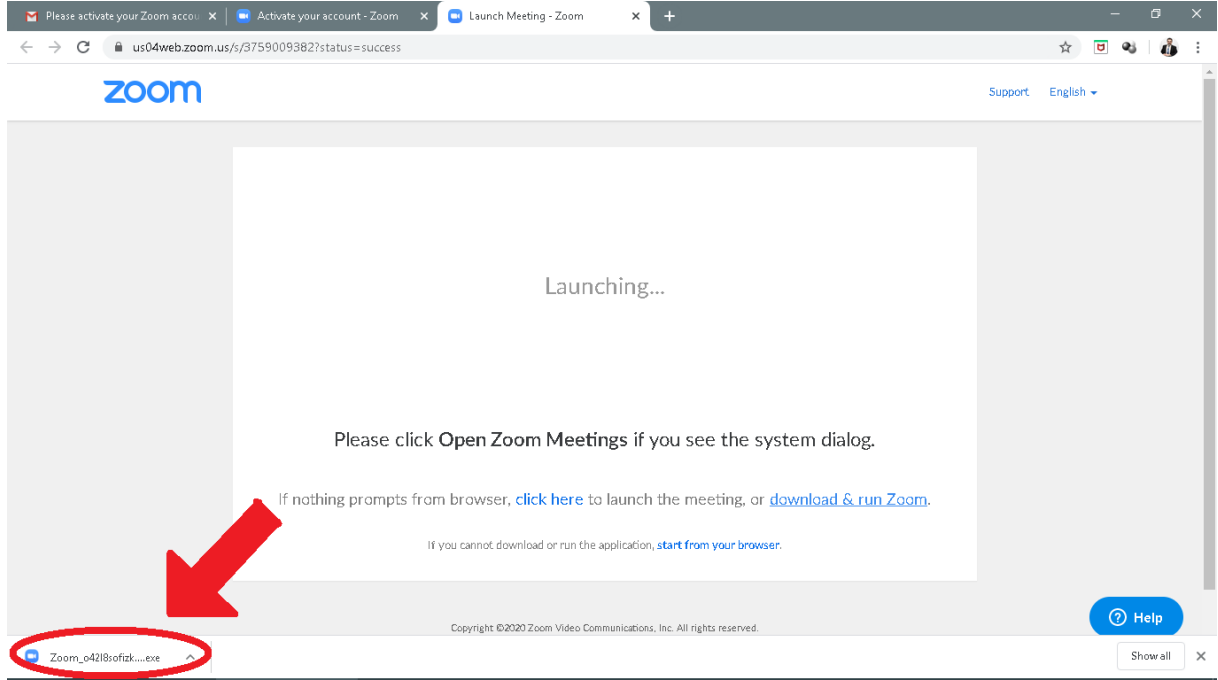 Please activate your Zoom accou
Activate your account - Zoom
Launch Meeting - Zoom
us04web.zoom.us/s/3759009382?status=success
zoom
Support English
Launching...
Please click Open Zoom Meetings if you see the system dialog.
If nothing prompts from browser, click here to launch the meeting, or download & run Zoom.
If you cannot download or run the application, start from your browser.
Help
Copyright ©2020 Zoom Video Communications, Inc. All rights reserved.
Zoom_o42l8sofizk....exe
Show all